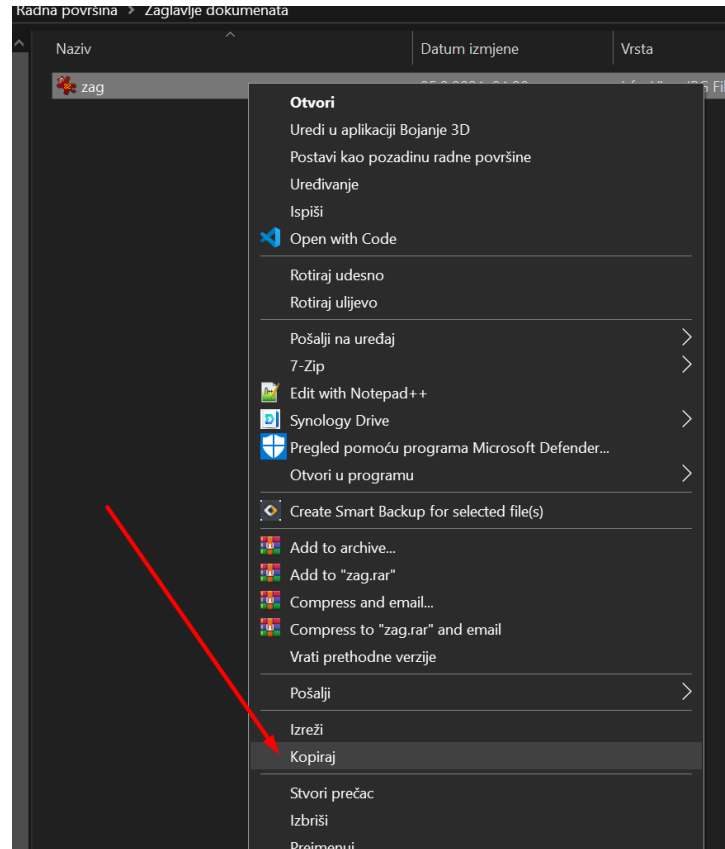 Radna površina > Zaglavlje dokumenata
Naziv Datum izmjene Vrsta
zag
Otvori
Uredi u aplikaciji Bojanje 3D
Postavi kao pozadinu radne površine
Uređivanje
Ispiši
Open with Code
Rotiraj udesno
Rotiraj ulijevo
Pošalji na uređaj
7-Zip
Edit with Notepad++
Synology Drive
Pregled pomoću programa Microsoft Defender...
Otvori u programu
Create Smart Backup for selected file(s)
Add to archive...
Add to "zag.rar"
Compress and email...
Compress to "zag.rar" and email
Vrati prethodne verzije
Pošalji
Izreži
Kopiraj
Stvori prečac
Izbriši
Preimenuj